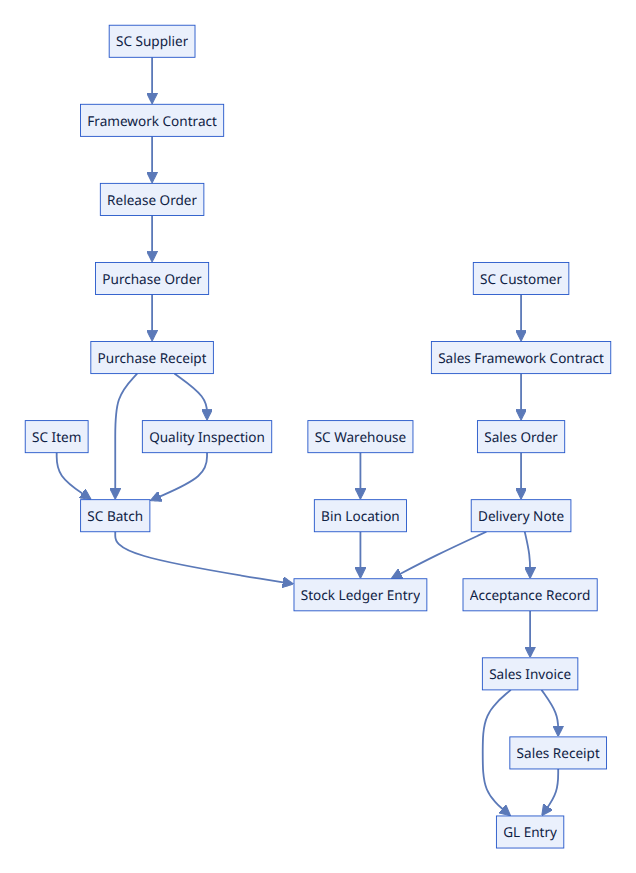 SC Supplier
Framework Contract
Release Order
Purchase Order
SC Customer
Purchase Receipt
Sales Framework Contract
SC Item
Quality Inspection
SC Warehouse
Sales Order
SC Batch
Bin Location
Delivery Note
Stock Ledger Entry
Acceptance Record
Sales Invoice
Sales Receipt
GL Entry